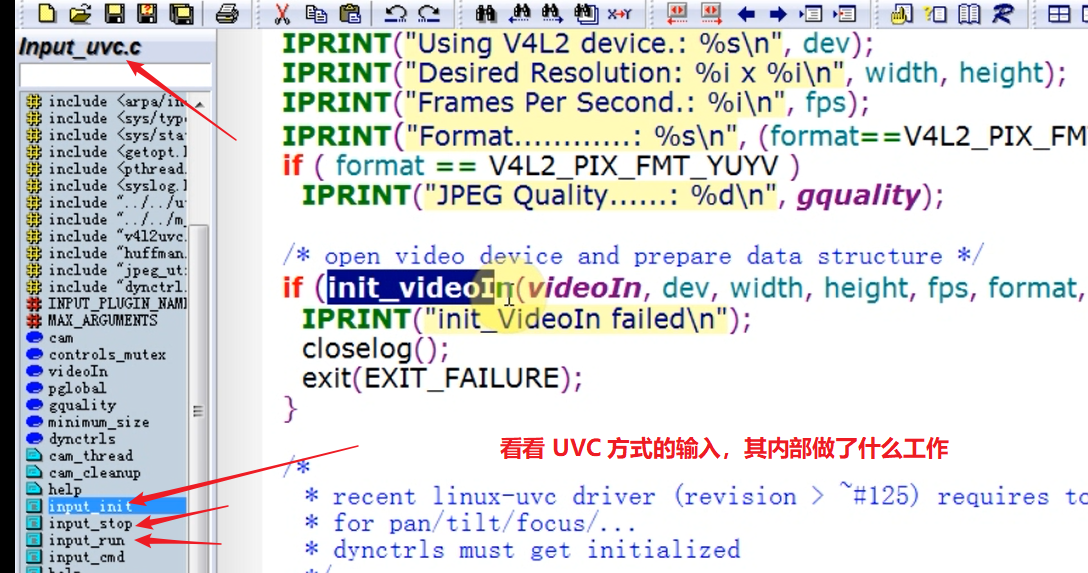 Input_uvc.c
include <arpa/in
include <sys/typ
include <sys/sta
include <getopt.
include <pthread.
include <syslog.
include "../../u
include "../../m
include "v4l2uvc.
include "huffman.
include "jpeg_ut
include "dynctrl.
INPUT_PLUGIN_NAM
MAX_ARGUMENTS
cam
controls_mutex
videoIn
pglobal
gquality
minimum_size
dynctrls
cam_thread
cam_cleanup
help
input_init
input_stop
input_run
input_cmd
IPRINT("Using V4L2 device.: %s\n", dev);
IPRINT("Desired Resolution: %i x %i\n", width, height);
IPRINT("Frames Per Second.: %i\n", fps);
IPRINT("Format............: %s\n", (format==V4L2_PIX_FM
if ( format == V4L2_PIX_FMT_YUYV )
IPRINT("JPEG Quality......: %d\n", gquality);
/* open video device and prepare data structure */
if (init_videoIn(videoIn, dev, width, height, fps, format,
IPRINT("init_VideoIn failed\n");
closelog();
exit(EXIT_FAILURE);
}
看看 UVC 方式的输入，其内部做了什么工作
/*
* recent linux-uvc driver (revision > ~#125) requires to
* for pan/tilt/focus/...
* dynctrls must get initialized
*/